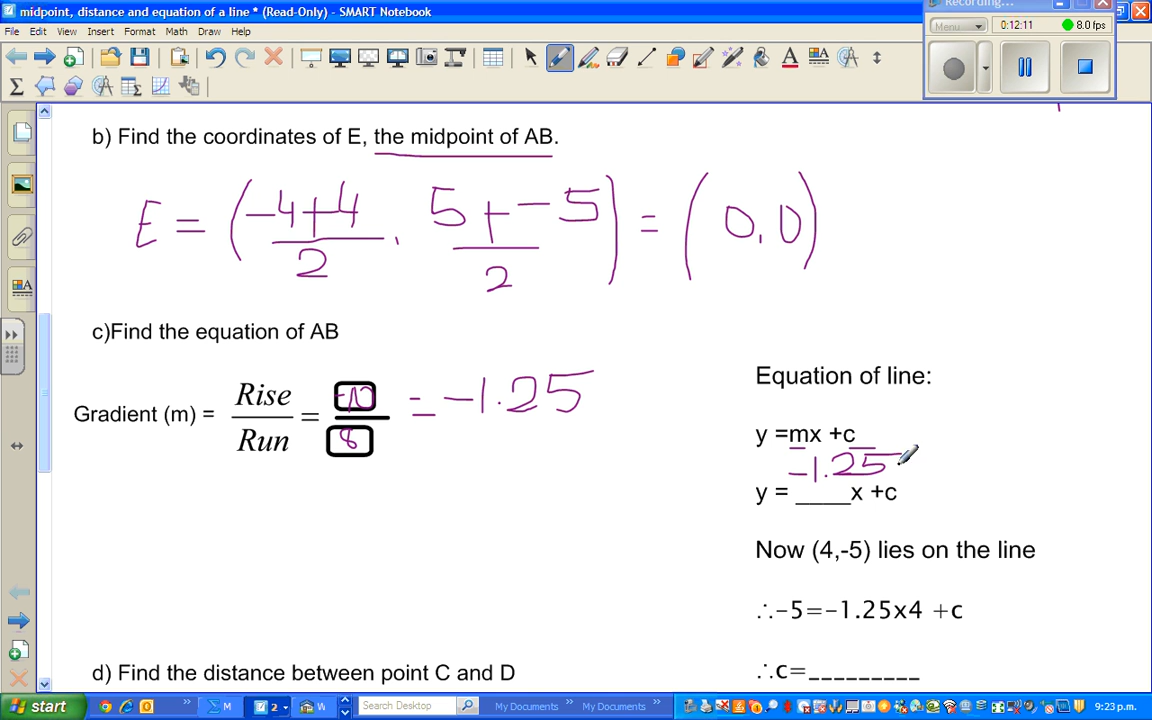 midpoint, distance and equation of a line * (Read-Only) - SMART Notebook
Recording...
File Edit View Insert Format Math Draw Help
Menu 0:12:11 8.0 fps
b) Find the coordinates of E, the midpoint of AB.
E = (-4+4/2, 5+-5/2) = (0,0)
c)Find the equation of AB
Gradient (m) = Rise/Run = -10/8 = -1.25
Equation of line:
y =mx +c
-1.25
y = ____x +c
Now (4,-5) lies on the line
∴-5=-1.25x4 +c
d) Find the distance between point C and D
∴c=_________
start 2 W M Search Desktop My Documents My Documents 9:23 p.m.